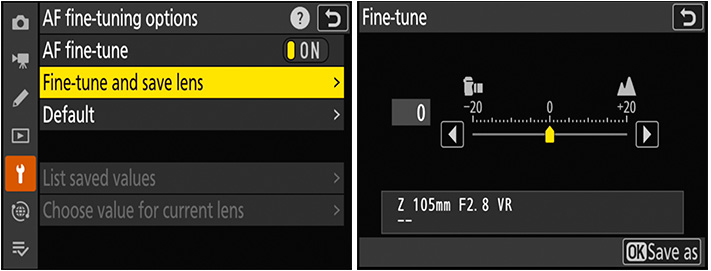 AF fine-tuning options ?
AF fine-tune ON
Fine-tune and save lens
Default
List saved values
Choose value for current lens
Fine-tune
-20 0 +20
0
Z 105mm F2.8 VR
--
OK Save as